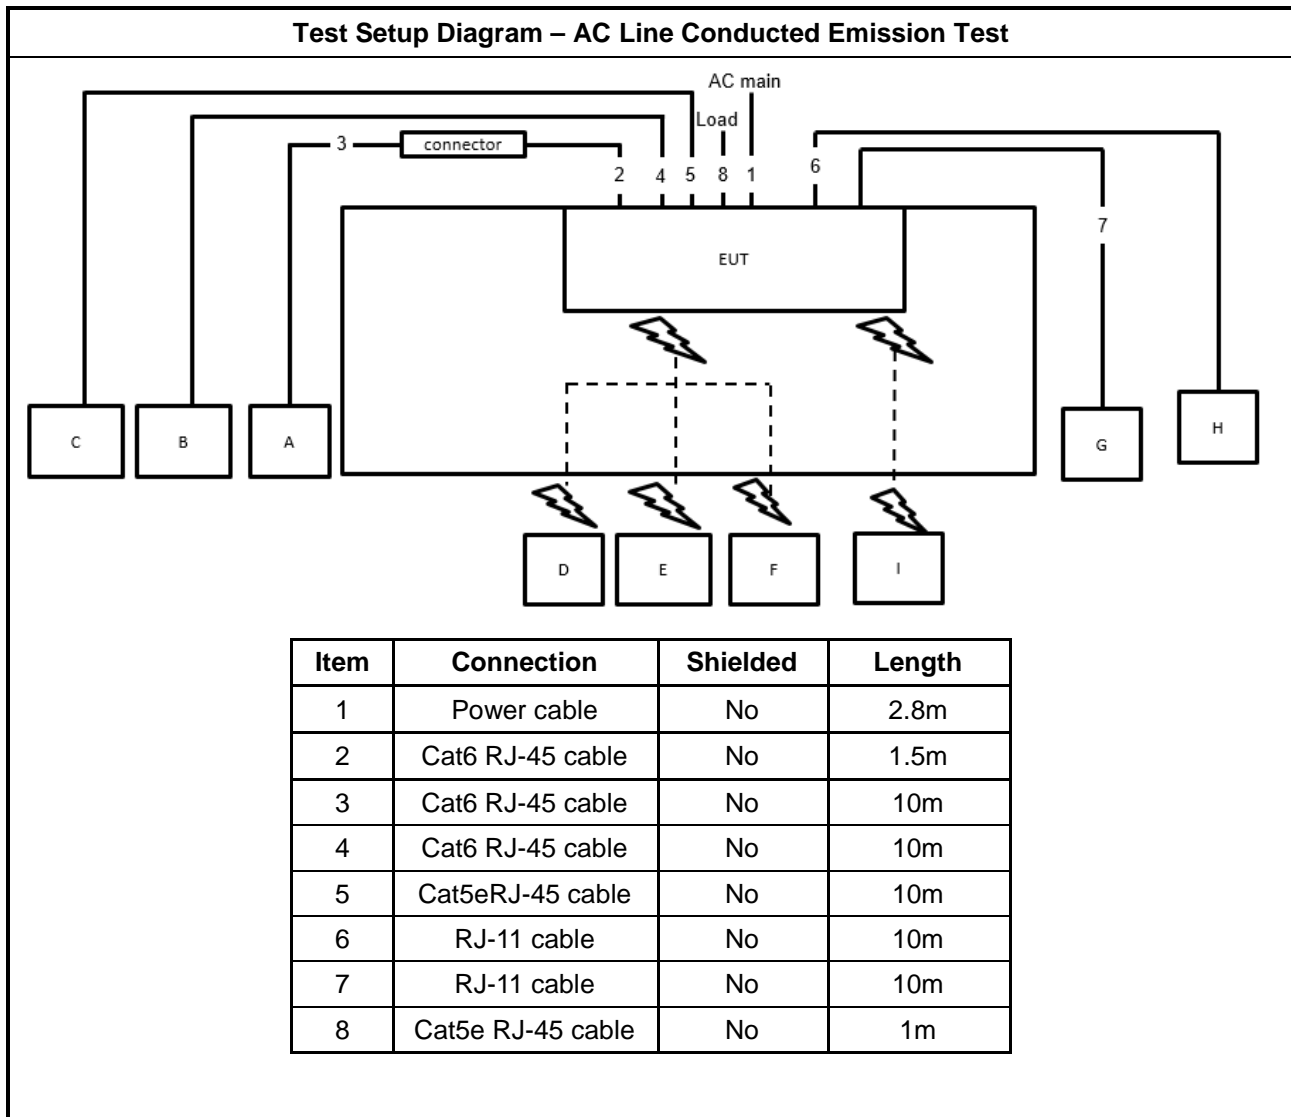 Test Setup Diagram – AC Line Conducted Emission Test
AC main
Load
3
connector
2
4
5
8
1
6
7
EUT
C
B
A
G
H
D
E
F
I
Item Connection Shielded Length
1 Power cable No 2.8m
2 Cat6 RJ-45 cable No 1.5m
3 Cat6 RJ-45 cable No 10m
4 Cat6 RJ-45 cable No 10m
5 Cat5eRJ-45 cable No 10m
6 RJ-11 cable No 10m
7 RJ-11 cable No 10m
8 Cat5e RJ-45 cable No 1m